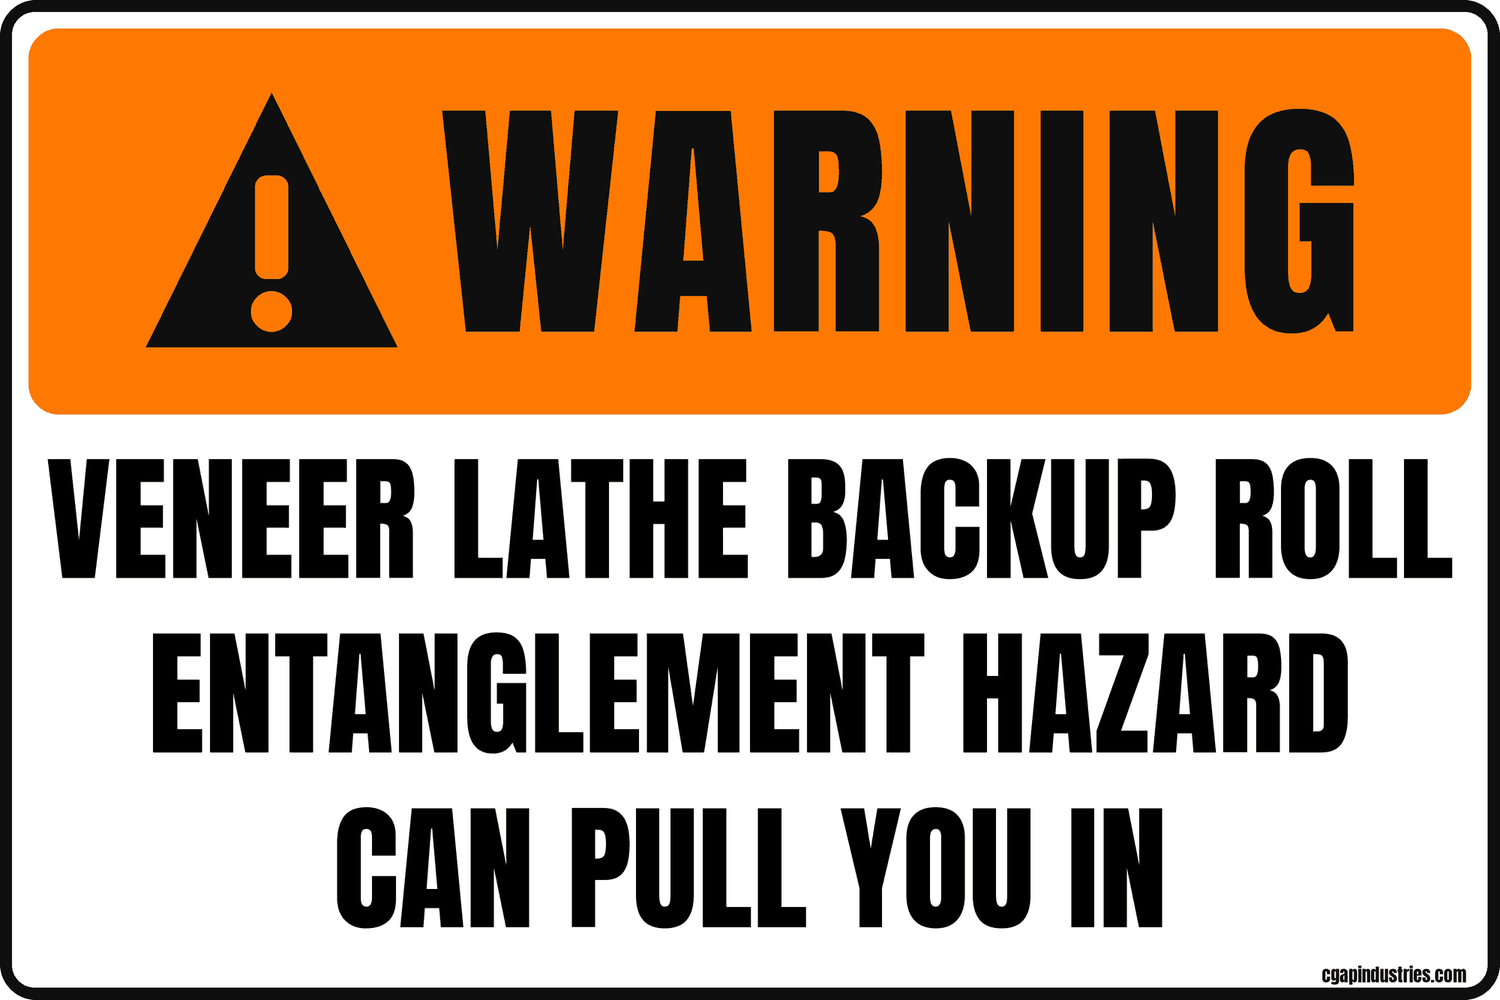 WARNING
VENEER LATHE BACKUP ROLL
ENTANGLEMENT HAZARD
CAN PULL YOU IN
cgapindustries.com